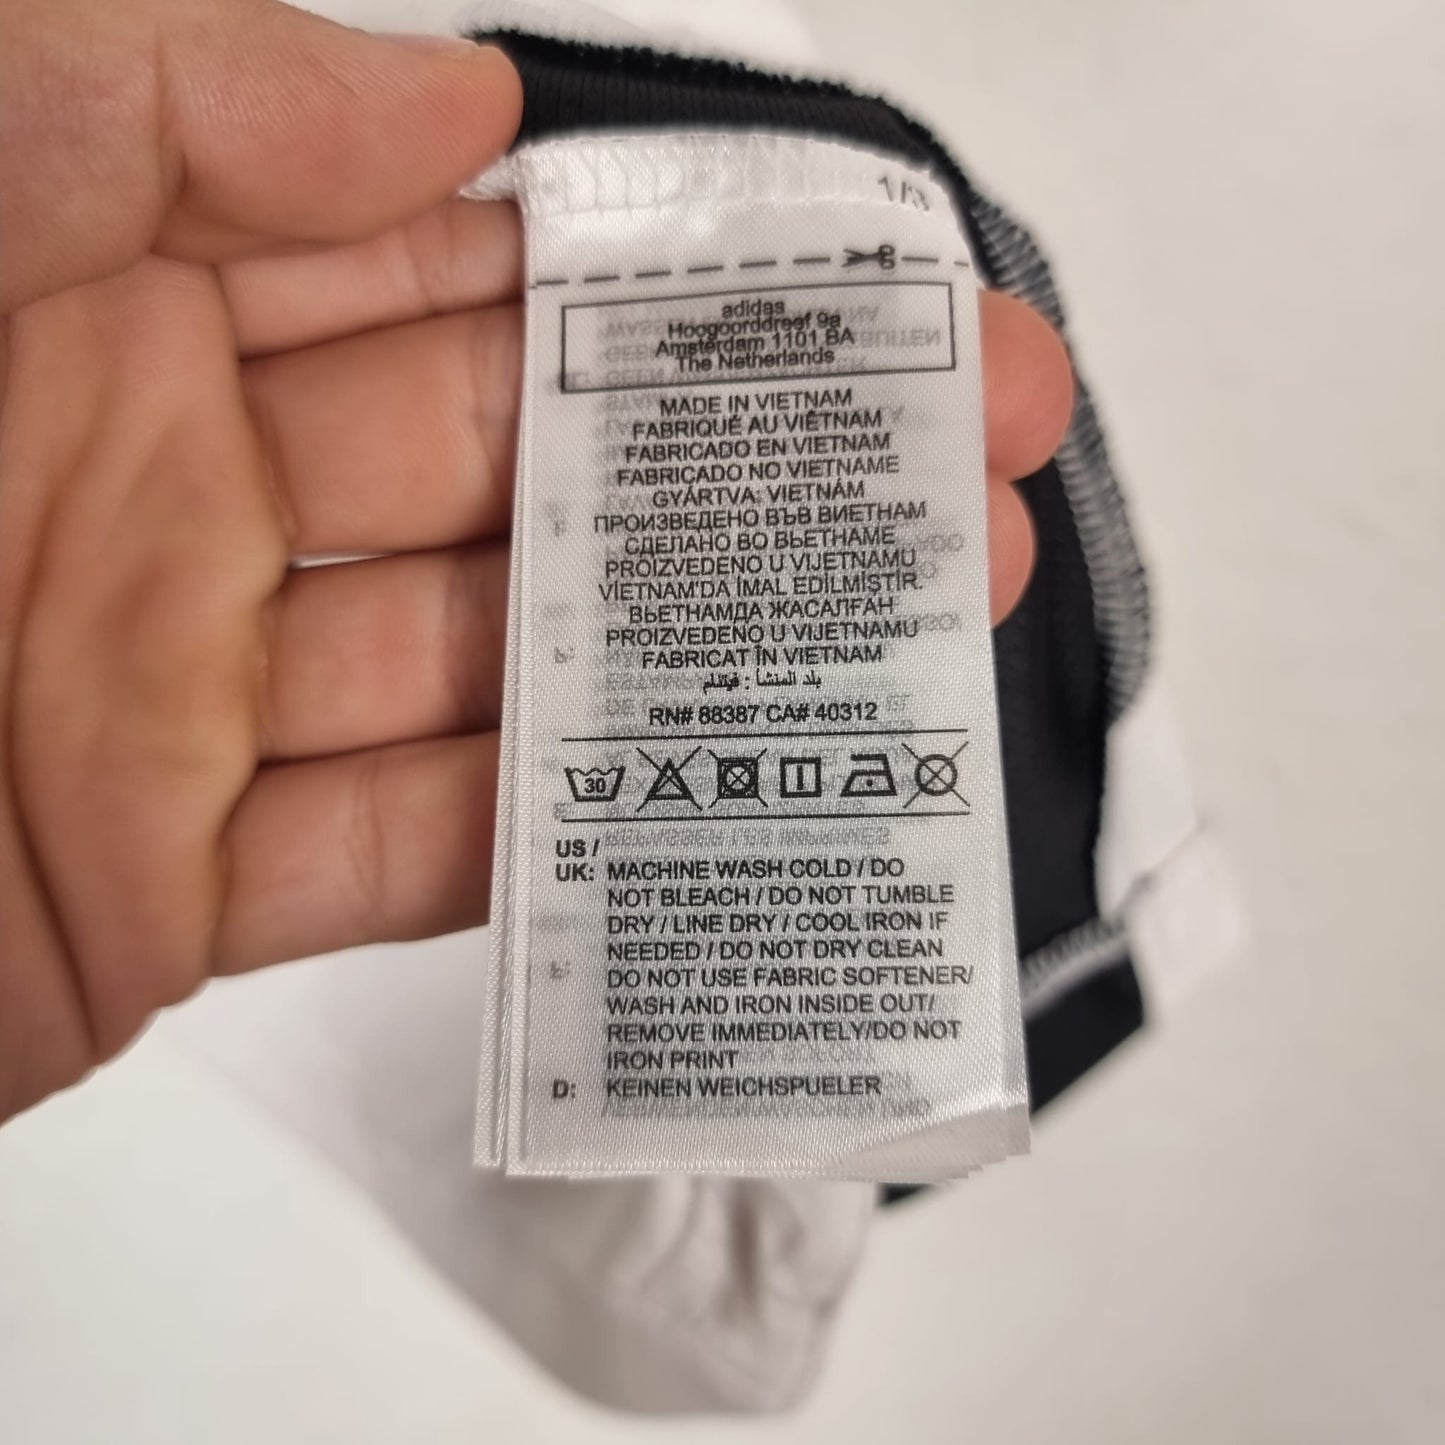 1/3
adidas
Hoogoorddreef 9a
Amsterdam 1101 BA
The Netherlands
MADE IN VIETNAM
FABRIQUÉ AU VIÊTNAM
FABRICADO EN VIETNAM
FABRICADO NO VIETNAME
GYÁRTVA: VIETNÁM
ПРОИЗВЕДЕНО ВЪВ ВИЕТНАМ
СДЕЛАНО ВО ВЬЕТНАМЕ
PROIZVEDENO U VIJETNAMU
VİETNAM'DA İMAL EDİLMİŞTİR.
ВЬЕТНАМДА ЖАСАЛҒАН
PROIZVEDENO U VIJETNAMU
FABRICAT ÎN VIETNAM
بلد المنشأ : فيتنام
RN# 88387 CA# 40312
30
US /
UK: MACHINE WASH COLD / DO
NOT BLEACH / DO NOT TUMBLE
DRY / LINE DRY / COOL IRON IF
NEEDED / DO NOT DRY CLEAN
DO NOT USE FABRIC SOFTENER/
WASH AND IRON INSIDE OUT/
REMOVE IMMEDIATELY/DO NOT
IRON PRINT
D: KEINEN WEICHSPUELER